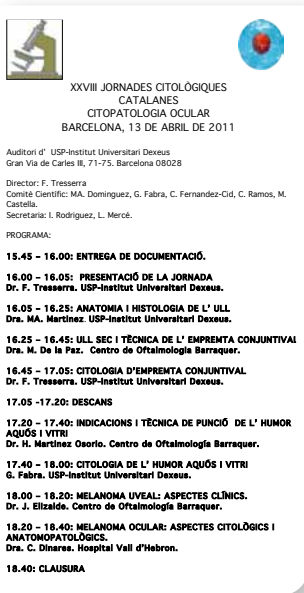 XXVIII JORNADES CITOLÒGIQUES
CATALANES
CITOPATOLOGIA OCULAR
BARCELONA, 13 DE ABRIL DE 2011
Auditori d' USP-Institut Universitari Dexeus
Gran Via de Carles III, 71-75. Barcelona 08028
Director: F. Tresserra
Comitè Científic: MA. Dominguez, G. Fabra, C. Fernandez-Cid, C. Ramos, M.
Castella.
Secretaria: I. Rodriguez, L. Mercè.
PROGRAMA:
15.45 – 16.00: ENTREGA DE DOCUMENTACIÓ.
16.00 – 16.05: PRESENTACIÓ DE LA JORNADA
Dr. F. Tresserra. USP-Institut Universitari Dexeus.
16.05 – 16.25: ANATOMIA I HISTOLOGIA DE L' ULL
Dra. MA. Martinez. USP-Institut Universitari Dexeus.
16.25 – 16.45: ULL SEC I TÈCNICA DE L' EMPREMTA CONJUNTIVAL
Dra. M. De la Paz. Centro de Oftalmologia Barraquer.
16.45 – 17.05: CITOLOGIA D'EMPREMTA CONJUNTIVAL
Dr. F. Tresserra. USP-Institut Universitari Dexeus.
17.05 -17.20: DESCANS
17.20 – 17.40: INDICACIONS I TÈCNICA DE PUNCIÓ DE L' HUMOR
AQUÓS I VITRI
Dr. H. Martinez Osorio. Centro de Oftalmología Barraquer.
17.40 – 18.00: CITOLOGIA DE L' HUMOR AQUÓS I VITRI
G. Fabra. USP-Institut Universitari Dexeus.
18.00 – 18.20: MELANOMA UVEAL: ASPECTES CLÍNICS.
Dr. J. Elizalde. Centro de Oftalmología Barraquer.
18.20 – 18.40: MELANOMA OCULAR: ASPECTES CITOLÒGICS I
ANATOMOPATOLÒGICS.
Dra. C. Dinares. Hospital Vall d'Hebron.
18.40: CLAUSURA